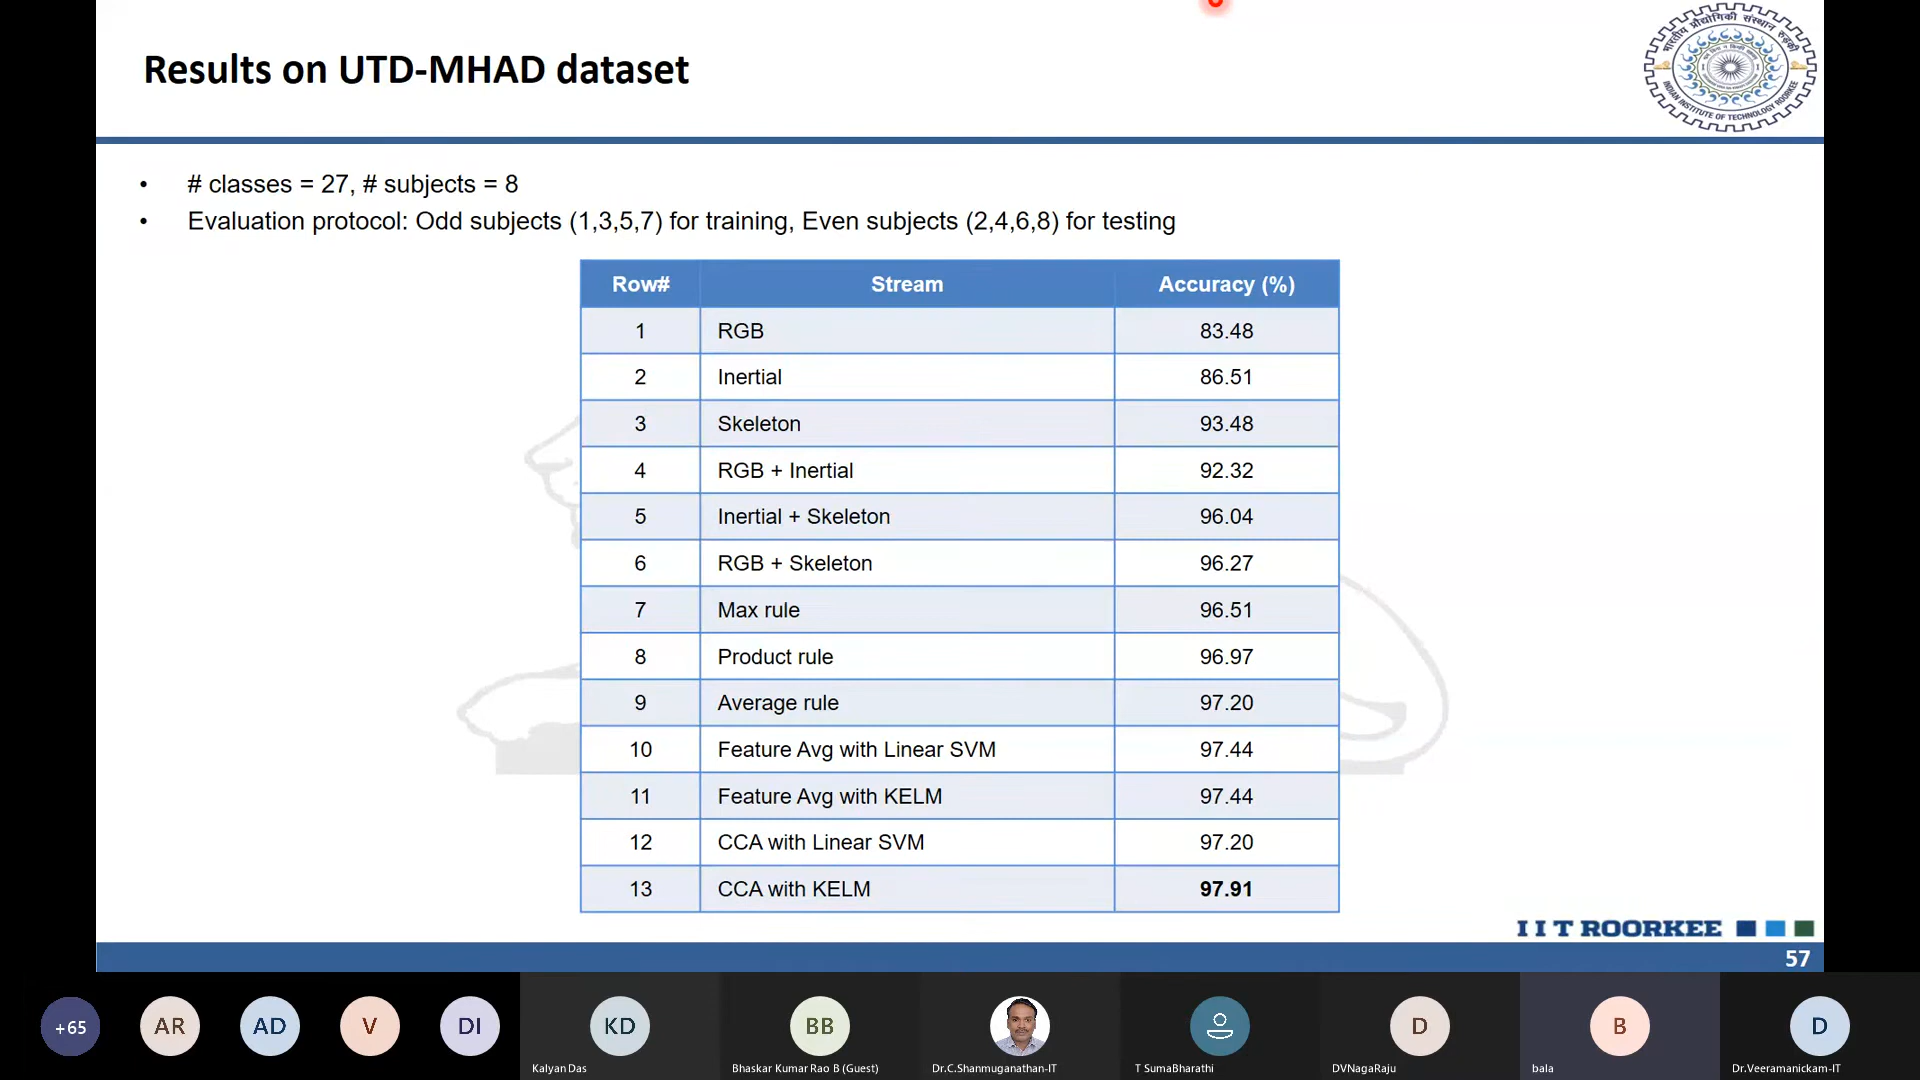 Results on UTD-MHAD dataset
भारतीय प्रौद्योगिकी संस्थान रुड़की
INDIAN INSTITUTE OF TECHNOLOGY ROORKEE
• # classes = 27, # subjects = 8
• Evaluation protocol: Odd subjects (1,3,5,7) for training, Even subjects (2,4,6,8) for testing
Row# Stream Accuracy (%)
1 RGB 83.48
2 Inertial 86.51
3 Skeleton 93.48
4 RGB + Inertial 92.32
5 Inertial + Skeleton 96.04
6 RGB + Skeleton 96.27
7 Max rule 96.51
8 Product rule 96.97
9 Average rule 97.20
10 Feature Avg with Linear SVM 97.44
11 Feature Avg with KELM 97.44
12 CCA with Linear SVM 97.20
13 CCA with KELM 97.91
I I T ROORKEE
57
+65 AR AD V DI KD BB D B D
Kalyan Das Bhaskar Kumar Rao B (Guest) Dr.C.Shanmuganathan-IT T SumaBharathi DVNagaRaju bala Dr.Veeramanickam-IT